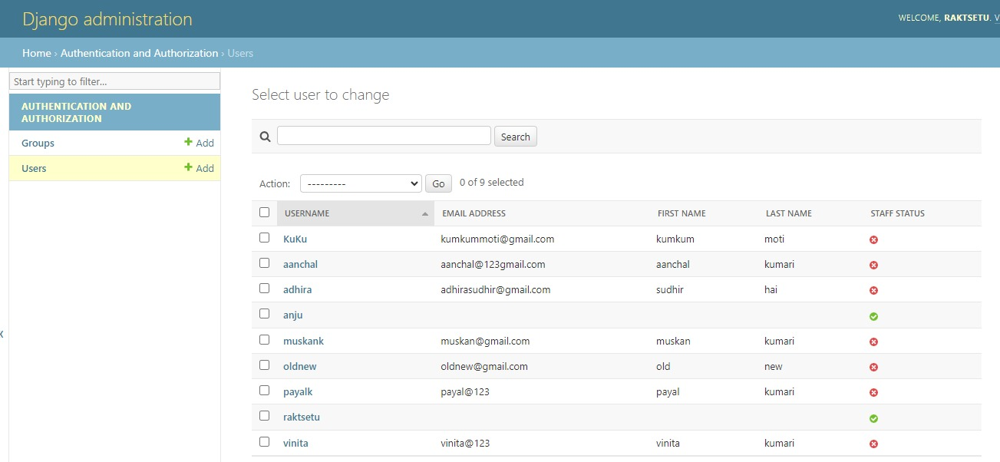 Django administration
WELCOME, RAKTSETU. V
Home › Authentication and Authorization › Users
Start typing to filter...
AUTHENTICATION AND
AUTHORIZATION
Groups + Add
Users + Add
Select user to change
Search
Action: --------- Go 0 of 9 selected
USERNAME EMAIL ADDRESS FIRST NAME LAST NAME STAFF STATUS
KuKu kumkummoti@gmail.com kumkum moti
aanchal aanchal@123gmail.com aanchal kumari
adhira adhirasudhir@gmail.com sudhir hai
anju
muskank muskan@gmail.com muskan kumari
oldnew oldnew@gmail.com old new
payalk payal@123 payal kumari
raktsetu
vinita vinita@123 vinita kumari